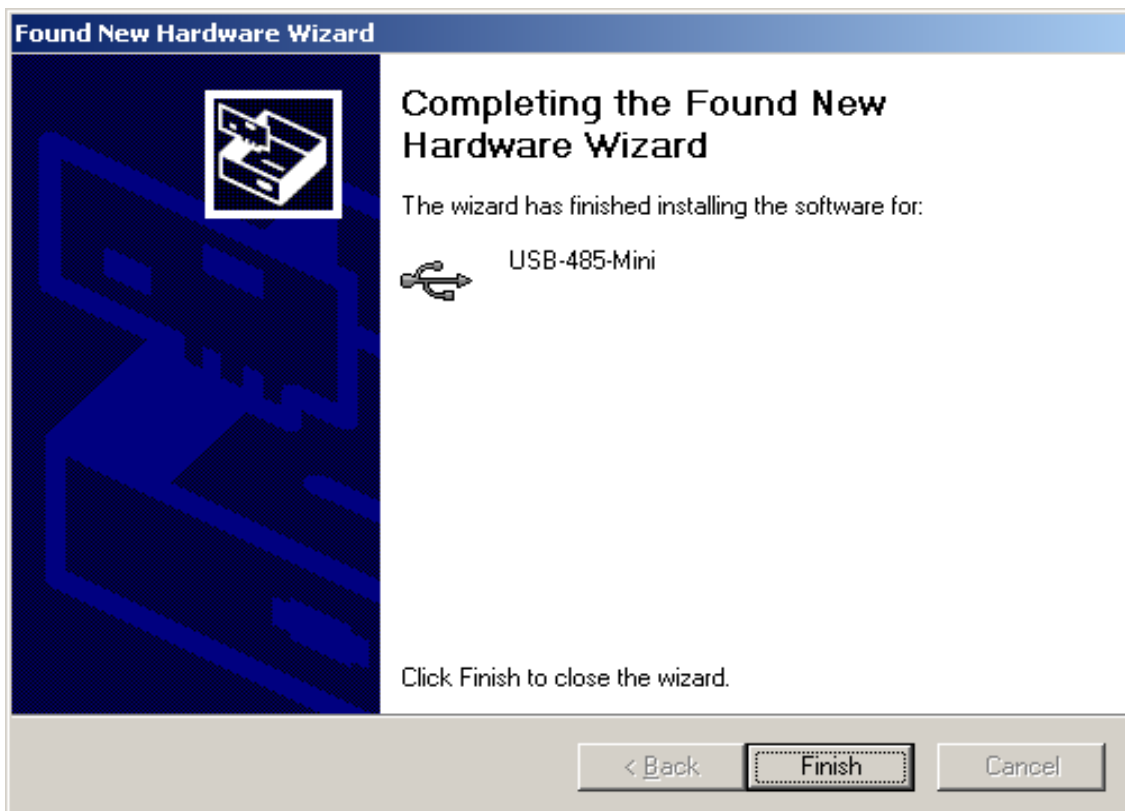 Found New Hardware Wizard
Completing the Found New
Hardware Wizard
The wizard has finished installing the software for:
USB-485-Mini
Click Finish to close the wizard.
< Back
Finish
Cancel